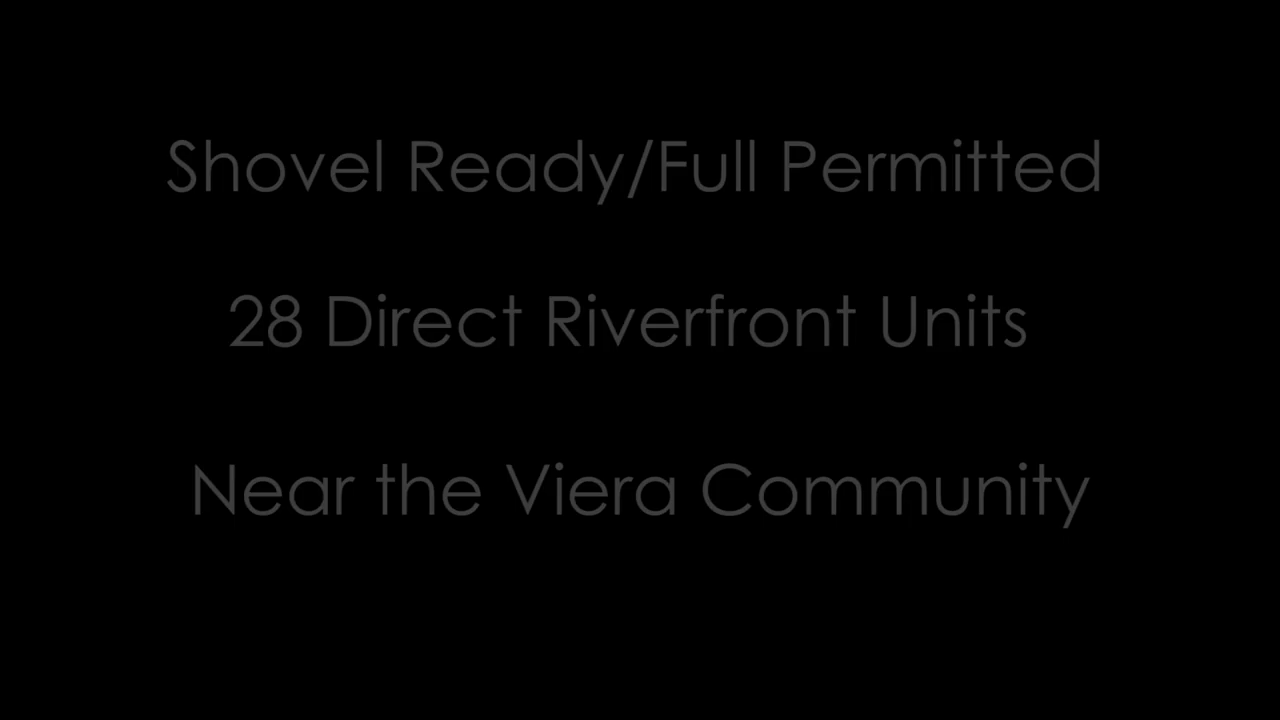 Shovel Ready/Full Permitted
28 Direct Riverfront Units
Near the Viera Community